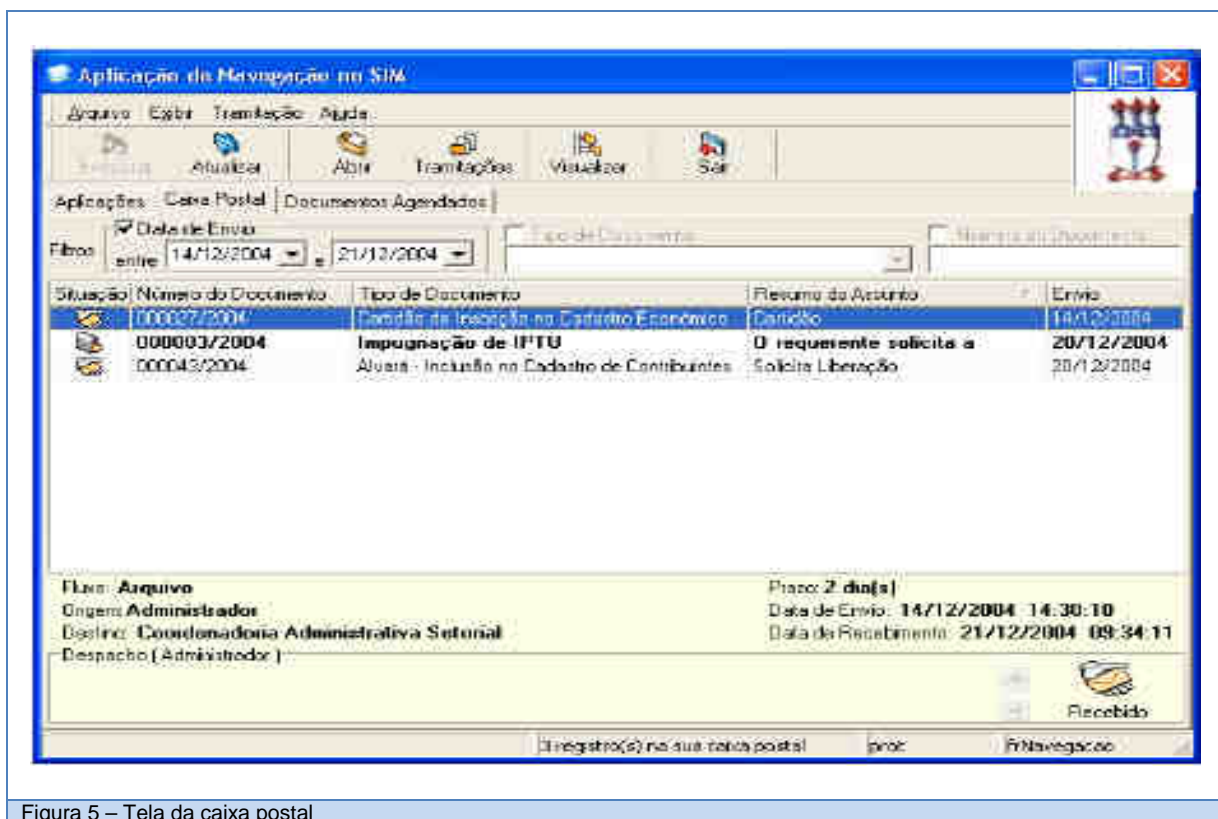 Aplicação de Navegação no SIM
Arquivo Exibir Tramitação Ajuda
Atualizar Abrir Tramitações Visualizar Sair
Aplicações Caixa Postal Documentos Agendados
Data de Envio Tipo de Documento Número do Documento
Filtros entre 14/12/2004 e 21/12/2004
Situação Número do Documento Tipo de Documento Resumo do Assunto Envio
000027/2004 Certidão de Inscrição no Cadastro Econômico Certidão 14/12/2004
000003/2004 Impugnação de IPTU O requerente solicita a 20/12/2004
000043/2004 Alvará - Inclusão no Cadastro de Contribuintes Solicita Liberação 20/12/2004
Fluxo: Arquivo Prazo: 2 dia(s)
Origem: Administrador Data de Envio: 14/12/2004 14:30:10
Destino: Coordenadoria Administrativa Setorial Data de Recebimento: 21/12/2004 09:34:11
Despacho ( Administrador )
Recebido
registro(s) na sua caixa postal prot FrNavegacao
Figura 5 – Tela da caixa postal